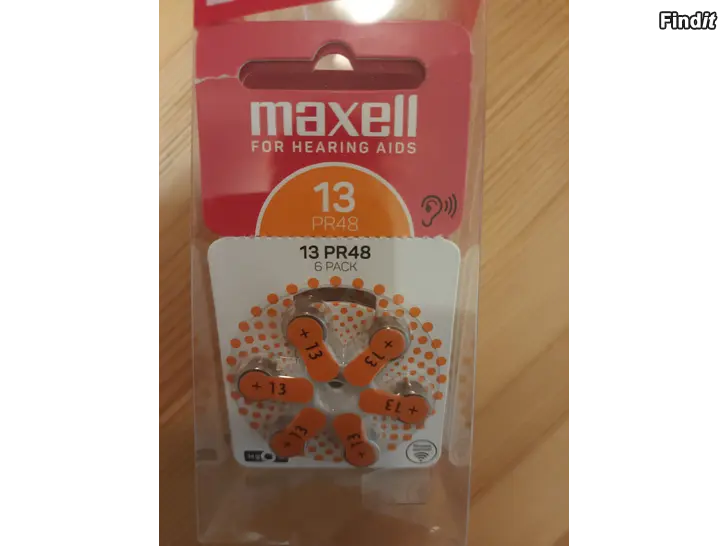 Findit
maxell
FOR HEARING AIDS
13
PR48
13 PR48
6 PACK
+ 13
+ 13
+ 13
+ 13
+ 13
+ 13